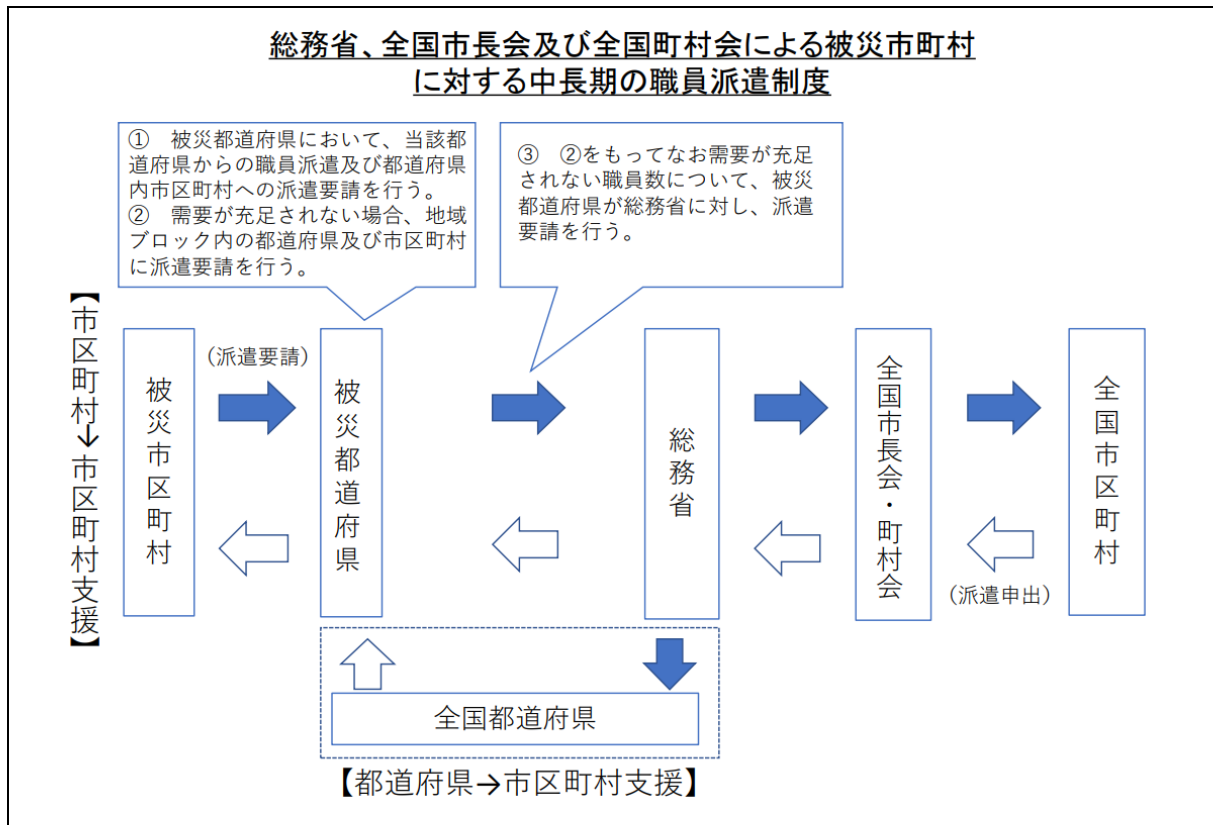 総務省、全国市長会及び全国町村会による被災市町村
に対する中長期の職員派遣制度
① 被災都道府県において、当該都
道府県からの職員派遣及び都道府県
内市区町村への派遣要請を行う。
② 需要が充足されない場合、地域
ブロック内の都道府県及び市区町村
に派遣要請を行う。
③ ②をもってなお需要が充足
されない職員数について、被災
都道府県が総務省に対し、派遣
要請を行う。
【市区町村→市区町村支援】
被災市区町村
(派遣要請)
被災都道府県
総務省
全国市長会・町村会
全国市区町村
(派遣申出)
全国都道府県
【都道府県→市区町村支援】